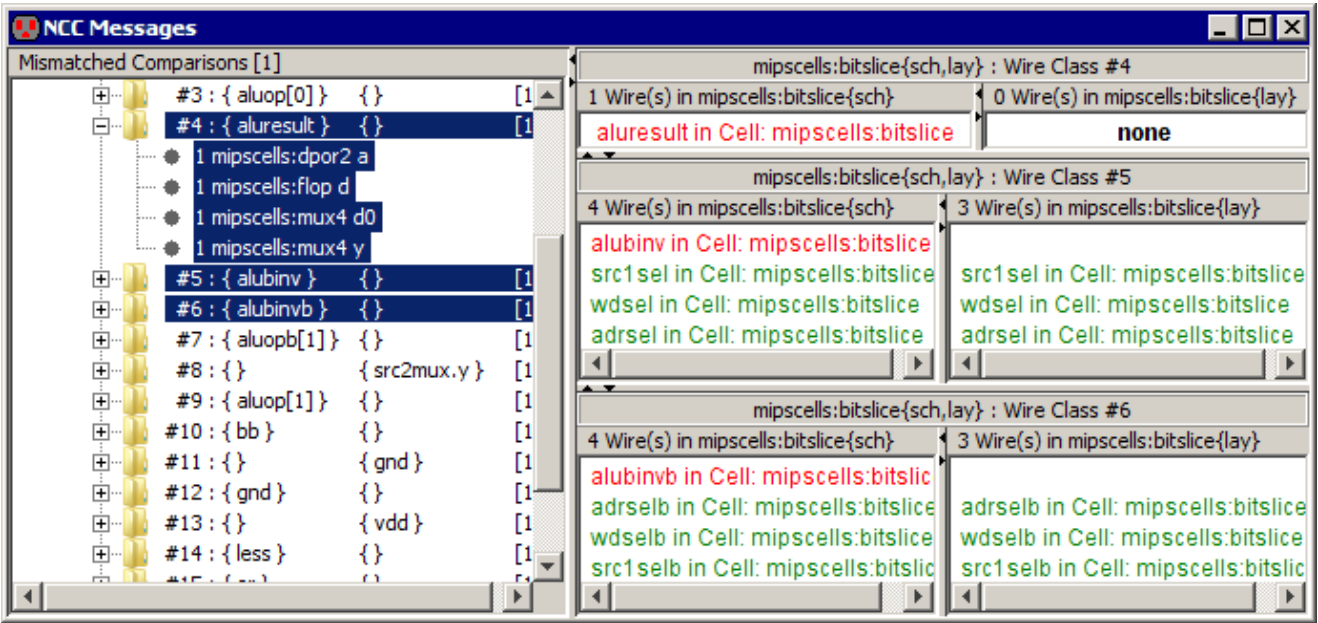 NCC Messages
Mismatched Comparisons [1]
#3 : { aluop[0] } { } [1
#4 : { aluresult } { } [1
1 mipscells:dpor2 a
1 mipscells:flop d
1 mipscells:mux4 d0
1 mipscells:mux4 y
#5 : { alubinv } { } [1
#6 : { alubinvb } { } [1
#7 : { aluopb[1] } { } [1
#8 : { } { src2mux.y } [1
#9 : { aluop[1] } { } [1
#10 : { bb } { } [1
#11 : { } { gnd } [1
#12 : { gnd } { } [1
#13 : { } { vdd } [1
#14 : { less } { } [1
mipscells:bitslice{sch,lay} : Wire Class #4
1 Wire(s) in mipscells:bitslice{sch} 0 Wire(s) in mipscells:bitslice{lay}
aluresult in Cell: mipscells:bitslice none
mipscells:bitslice{sch,lay} : Wire Class #5
4 Wire(s) in mipscells:bitslice{sch} 3 Wire(s) in mipscells:bitslice{lay}
alubinv in Cell: mipscells:bitslice
src1sel in Cell: mipscells:bitslice src1sel in Cell: mipscells:bitslice
wdsel in Cell: mipscells:bitslice wdsel in Cell: mipscells:bitslice
adrsel in Cell: mipscells:bitslice adrsel in Cell: mipscells:bitslice
mipscells:bitslice{sch,lay} : Wire Class #6
4 Wire(s) in mipscells:bitslice{sch} 3 Wire(s) in mipscells:bitslice{lay}
alubinvb in Cell: mipscells:bitslic
adrselb in Cell: mipscells:bitslice adrselb in Cell: mipscells:bitslice
wdselb in Cell: mipscells:bitslice wdselb in Cell: mipscells:bitslice
src1selb in Cell: mipscells:bitslic src1selb in Cell: mipscells:bitslic